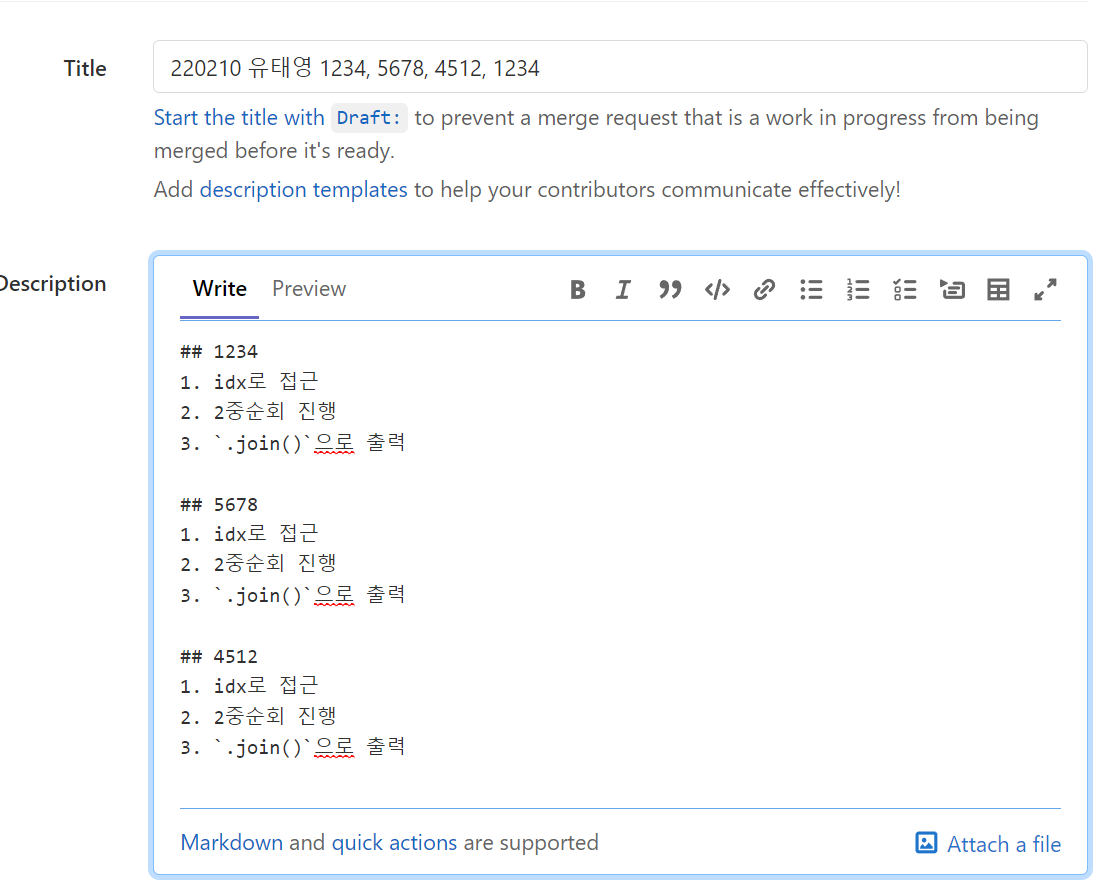 Title
220210 유태영 1234, 5678, 4512, 1234
Start the title with Draft: to prevent a merge request that is a work in progress from being
merged before it's ready.
Add description templates to help your contributors communicate effectively!
Description
Write Preview
## 1234
1. idx로 접근
2. 2중순회 진행
3. `.join()`으로 출력
## 5678
1. idx로 접근
2. 2중순회 진행
3. `.join()`으로 출력
## 4512
1. idx로 접근
2. 2중순회 진행
3. `.join()`으로 출력
Markdown and quick actions are supported
Attach a file